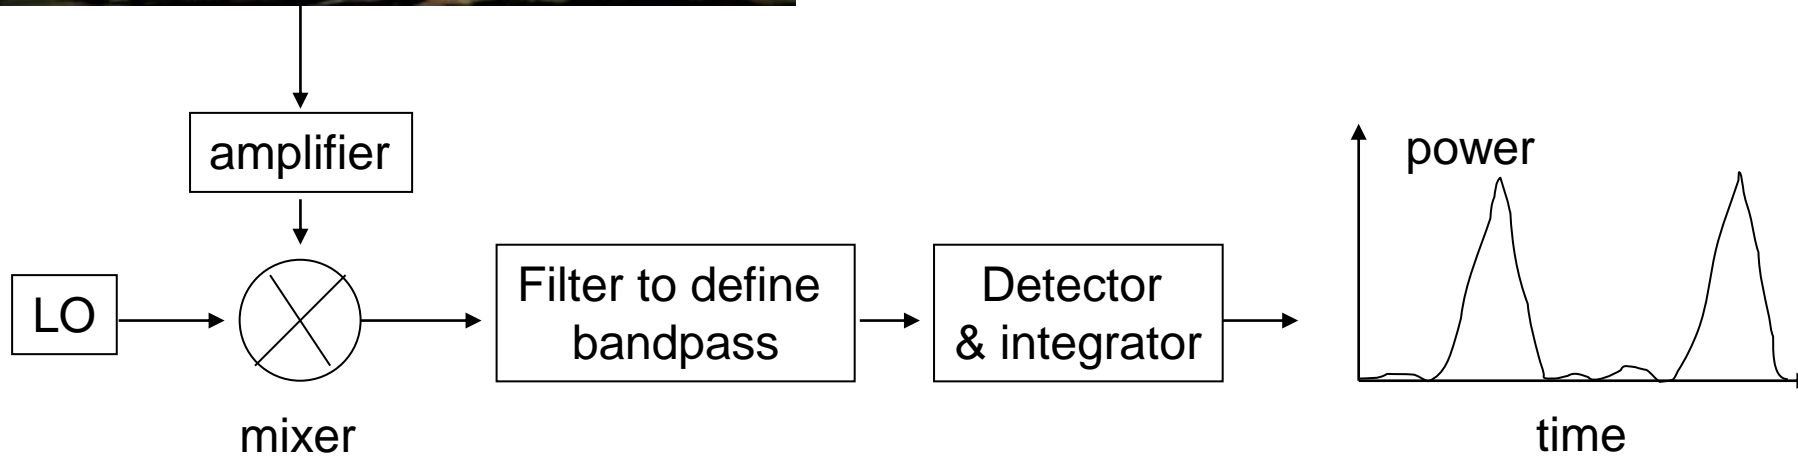 amplifier
power
LO
Filter to define
bandpass
Detector
& integrator
mixer
time